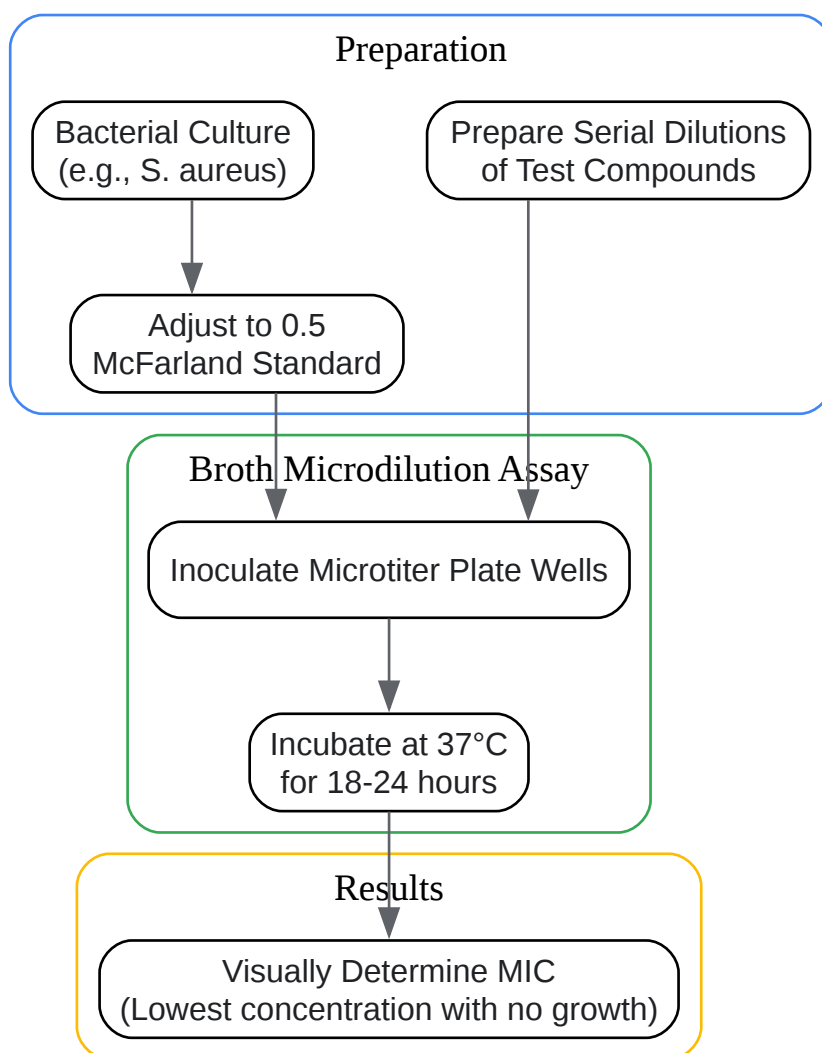 Preparation
Bacterial Culture
(e.g., S. aureus)
Prepare Serial Dilutions
of Test Compounds
Adjust to 0.5
McFarland Standard
Broth Microdilution Assay
Inoculate Microtiter Plate Wells
Incubate at 37°C
for 18-24 hours
Results
Visually Determine MIC
(Lowest concentration with no growth)